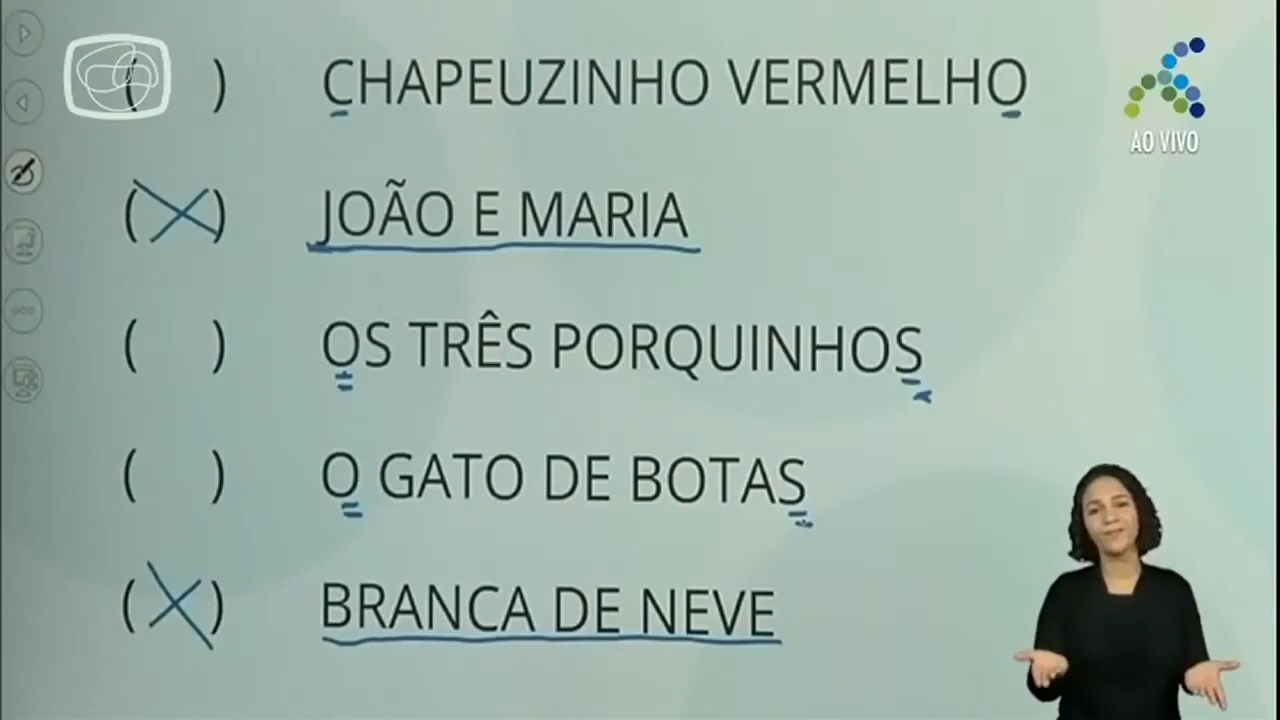 ( ) CHAPEUZINHO VERMELHO
AO VIVO
(X) JOÃO E MARIA
( ) OS TRÊS PORQUINHOS
( ) O GATO DE BOTAS
(X) BRANCA DE NEVE